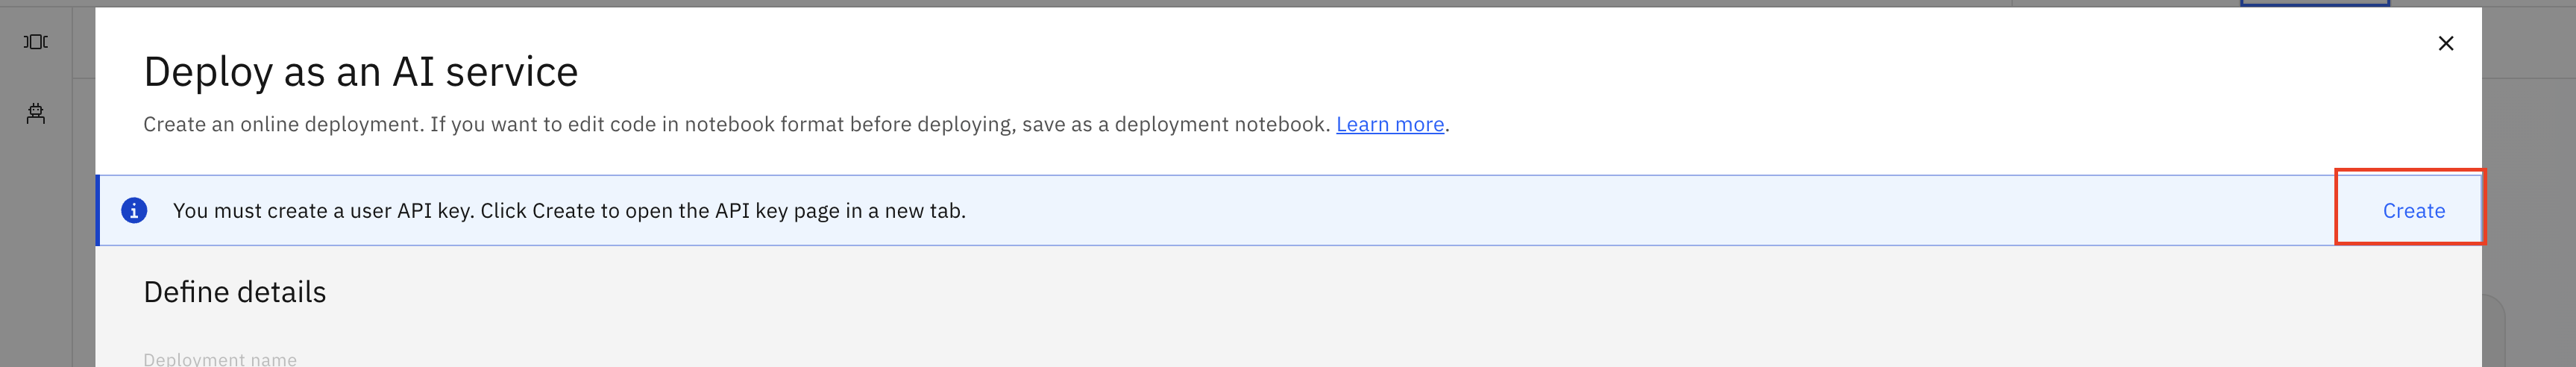 Deploy as an AI service
Create an online deployment. If you want to edit code in notebook format before deploying, save as a deployment notebook. Learn more.
You must create a user API key. Click Create to open the API key page in a new tab.
Create
Define details
Deployment name